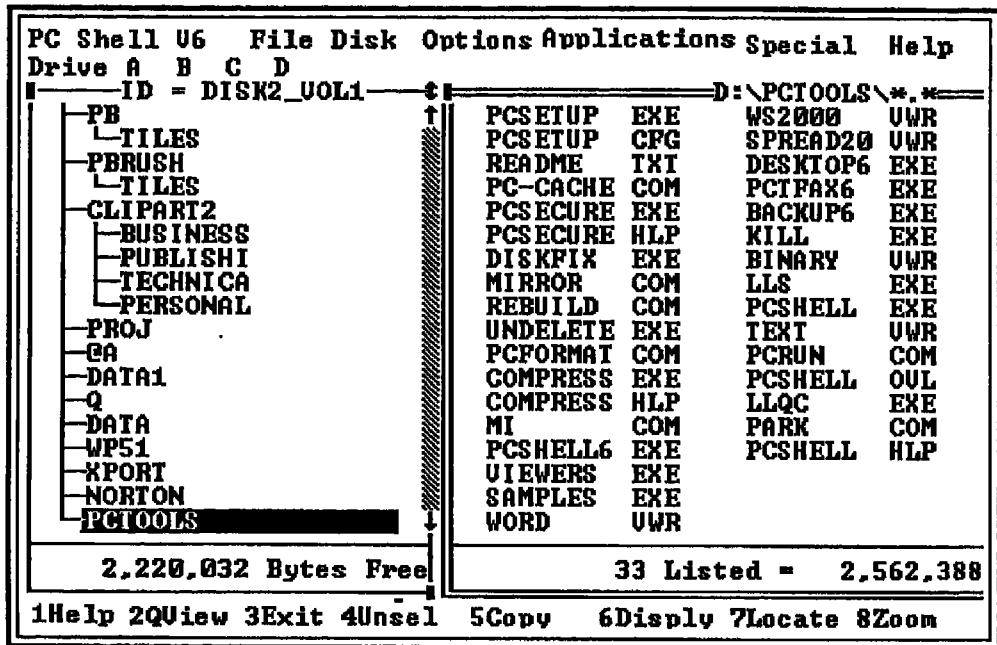 PC Shell V6 File Disk Options Applications Special Help
Drive A B C D
ID = DISK2_VOL1
D:\PCTOOLS\*.*
PB
TILES
PBRUSH
TILES
CLIPART2
BUSINESS
PUBLISHI
TECHNICA
PERSONAL
PROJ
@A
DATA1
Q
DATA
WP51
XPORT
NORTON
PCTOOLS
PCSETUP EXE
PCSETUP CFG
README TXT
PC-CACHE COM
PCSECURE EXE
PCSECURE HLP
DISKFIX EXE
MIRROR COM
REBUILD COM
UNDELETE EXE
PCFORMAT COM
COMPRESS EXE
COMPRESS HLP
MI COM
PCSHELL6 EXE
VIEWERS EXE
SAMPLES EXE
WORD VWR
WS2000 VWR
SPREAD20 VWR
DESKTOP6 EXE
PCTFAX6 EXE
BACKUP6 EXE
KILL EXE
BINARY VWR
LLS EXE
PCSHELL EXE
TEXT VWR
PCRUN COM
PCSHELL OVL
LLQC EXE
PARK COM
PCSHELL HLP
2,220,032 Bytes Free
33 Listed = 2,562,388
1Help 2QView 3Exit 4Unsel 5Copy 6Disply 7Locate 8Zoom